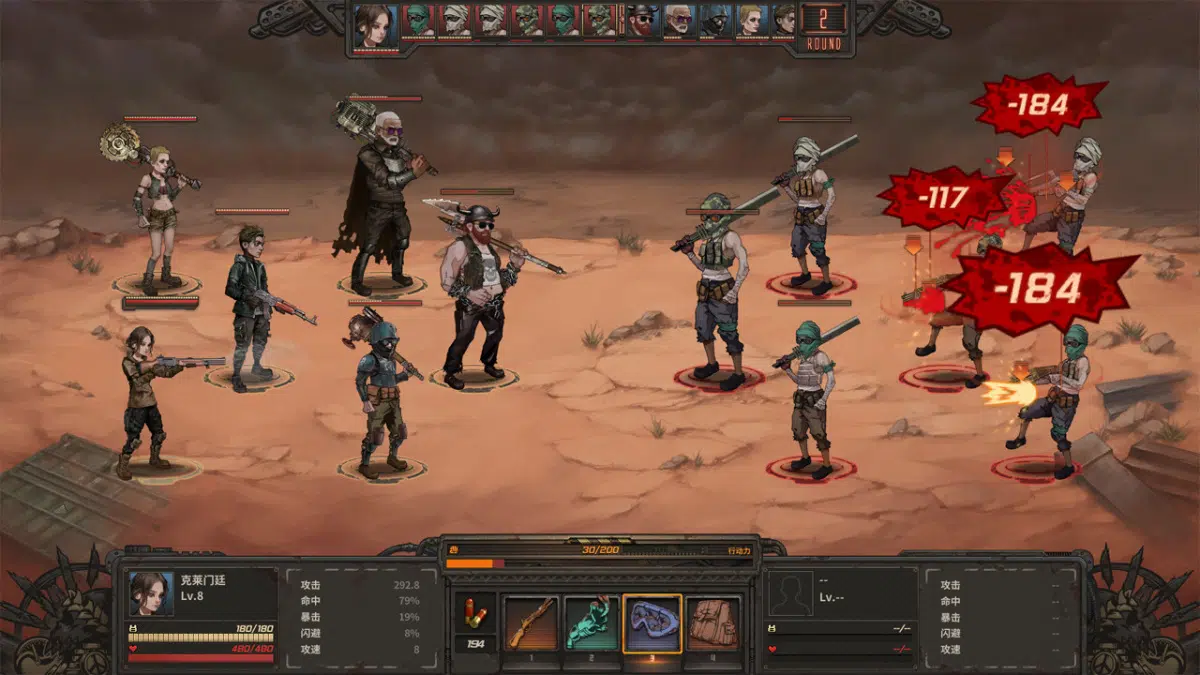 2
ROUND
-184
-117
-184
30/200
行动力
克莱门廷
Lv.8
180/180
480/480
攻击 292.8
命中 79%
暴击 19%
闪避 8%
攻速 8
194
1
2
3
4
--
Lv.--
--/--
--/--
攻击 --
命中 --
暴击 --
闪避 --
攻速 --